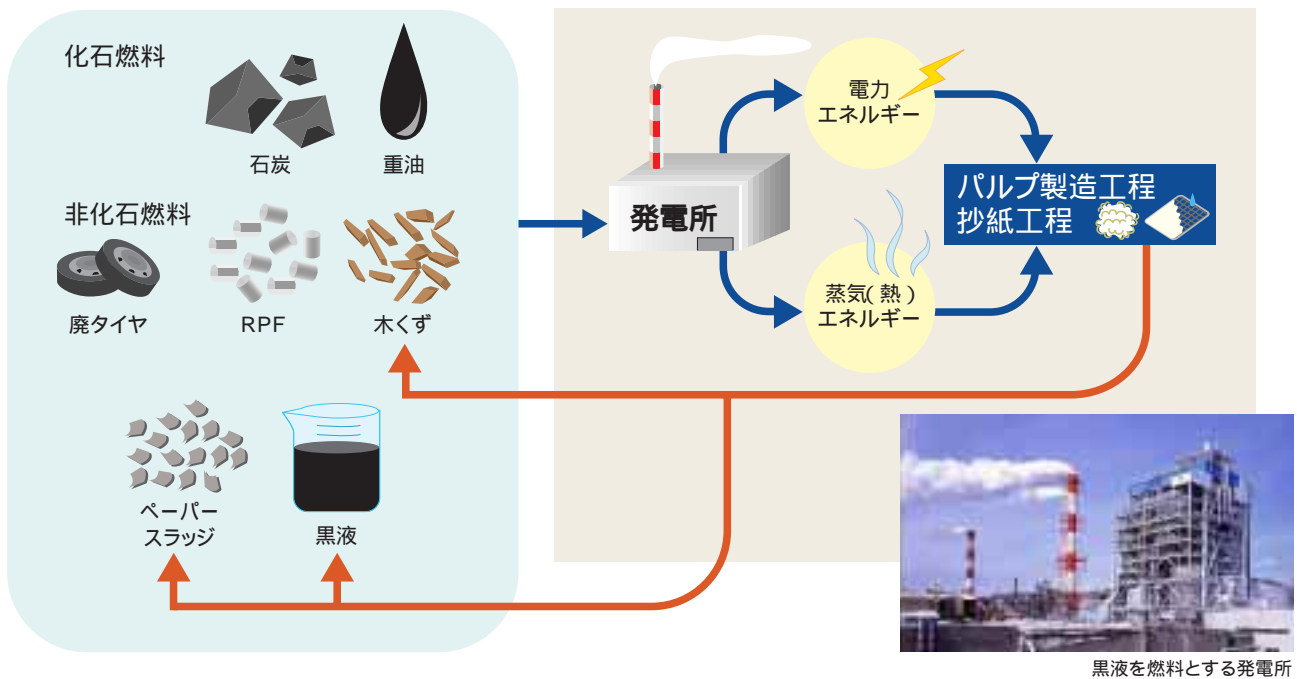 化石燃料
石炭
重油
非化石燃料
廃タイヤ
RPF
木くず
ペーパー
スラッジ
黒液
発電所
電力
エネルギー
蒸気(熱)
エネルギー
パルプ製造工程
抄紙工程
黒液を燃料とする発電所